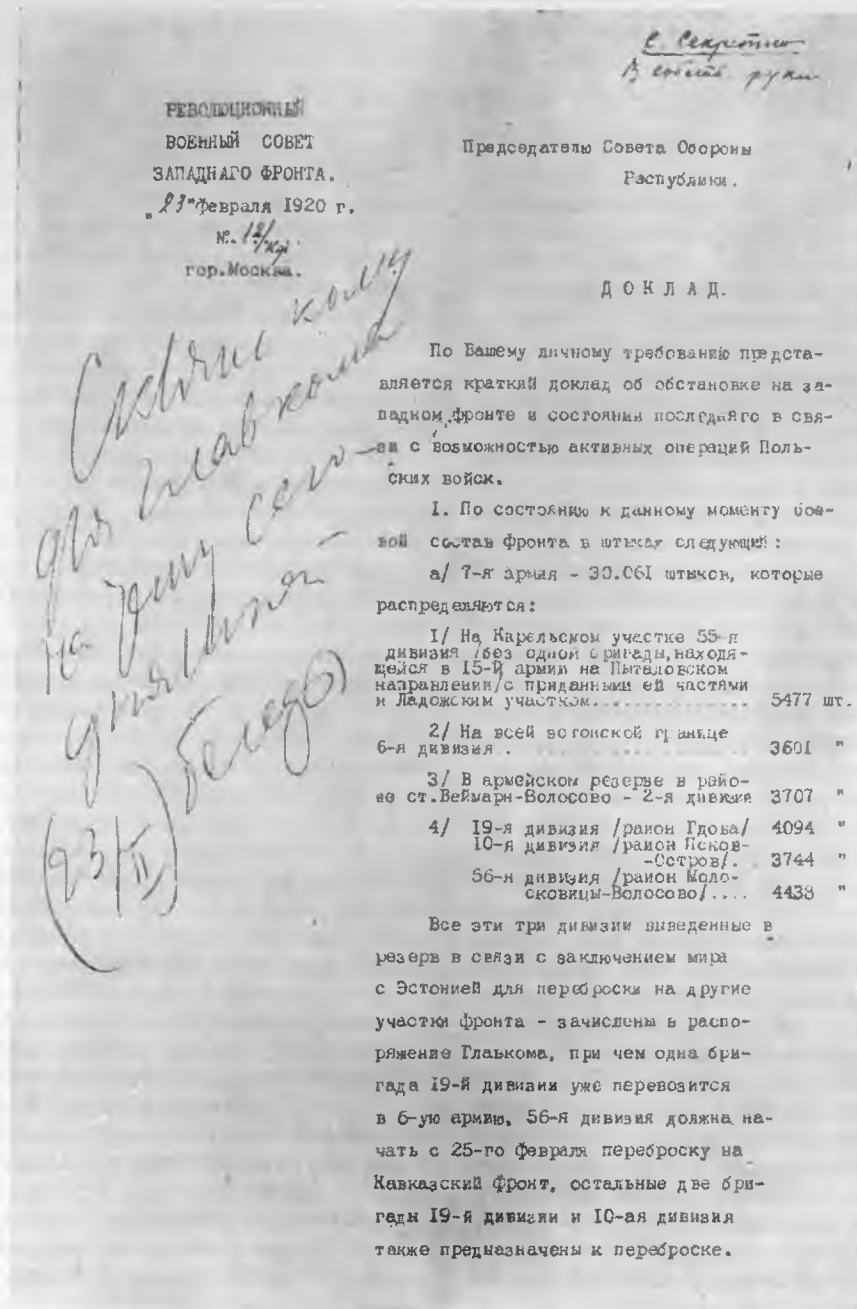 С. Секретно
В собств. руки
РЕВОЛЮЦИОННЫЙ
ВОЕННЫЙ СОВЕТ
ЗАПАДНАГО ФРОНТА.
"23"Февраля 1920 г.
№. 12/
гор.Москва.
Председателю Совета Обороны
Республики.
ДОКЛАД.
По Вашему личному требованию предста-
вляется краткий доклад об обстановке на за-
падном фронте и состоянии последняго в свя-
зи с возможностью активных операций Поль-
ских войск.
I. По состоянию к данному моменту бое-
вой состав фронта в штыках следующий:
а/ 7-я армия - 30.061 штыков, которые
распределяются:
1/ На Карельском участке 55-я
дивизия /без одной бригады,находя-
щейся в 15-й армии на Пыталовском
направлении/с приданными ей частями
и Ладожским участком............... 5477 шт.
2/ На всей эстонской границе
6-я дивизия . .................. 3601 "
3/ В армейском резерве в райо-
не ст.Веймарн-Волосово - 2-я дивизия 3707 "
4/ 19-я дивизия /район Гдова/ 4094 "
10-я дивизия /район Псков-
-Остров/. 3744 "
56-я дивизия /район Моло-
сковицы-Волосово/.... 4438 "
Все эти три дивизии выведенные в
резерв в связи с заключением мира
с Эстонией для переброски на другие
участки фронта - зачислены в распо-
ряжение Главкома, при чем одна бри-
гада 19-й дивизии уже перевозится
в 6-ую армию, 56-я дивизия должна на-
чать с 25-го февраля переброску на
Кавказский фронт, остальные две бри-
гады 19-й дивизии и 10-ая дивизия
также предназначены к переброске.
Снять копию
для главкома
на
(23/II)